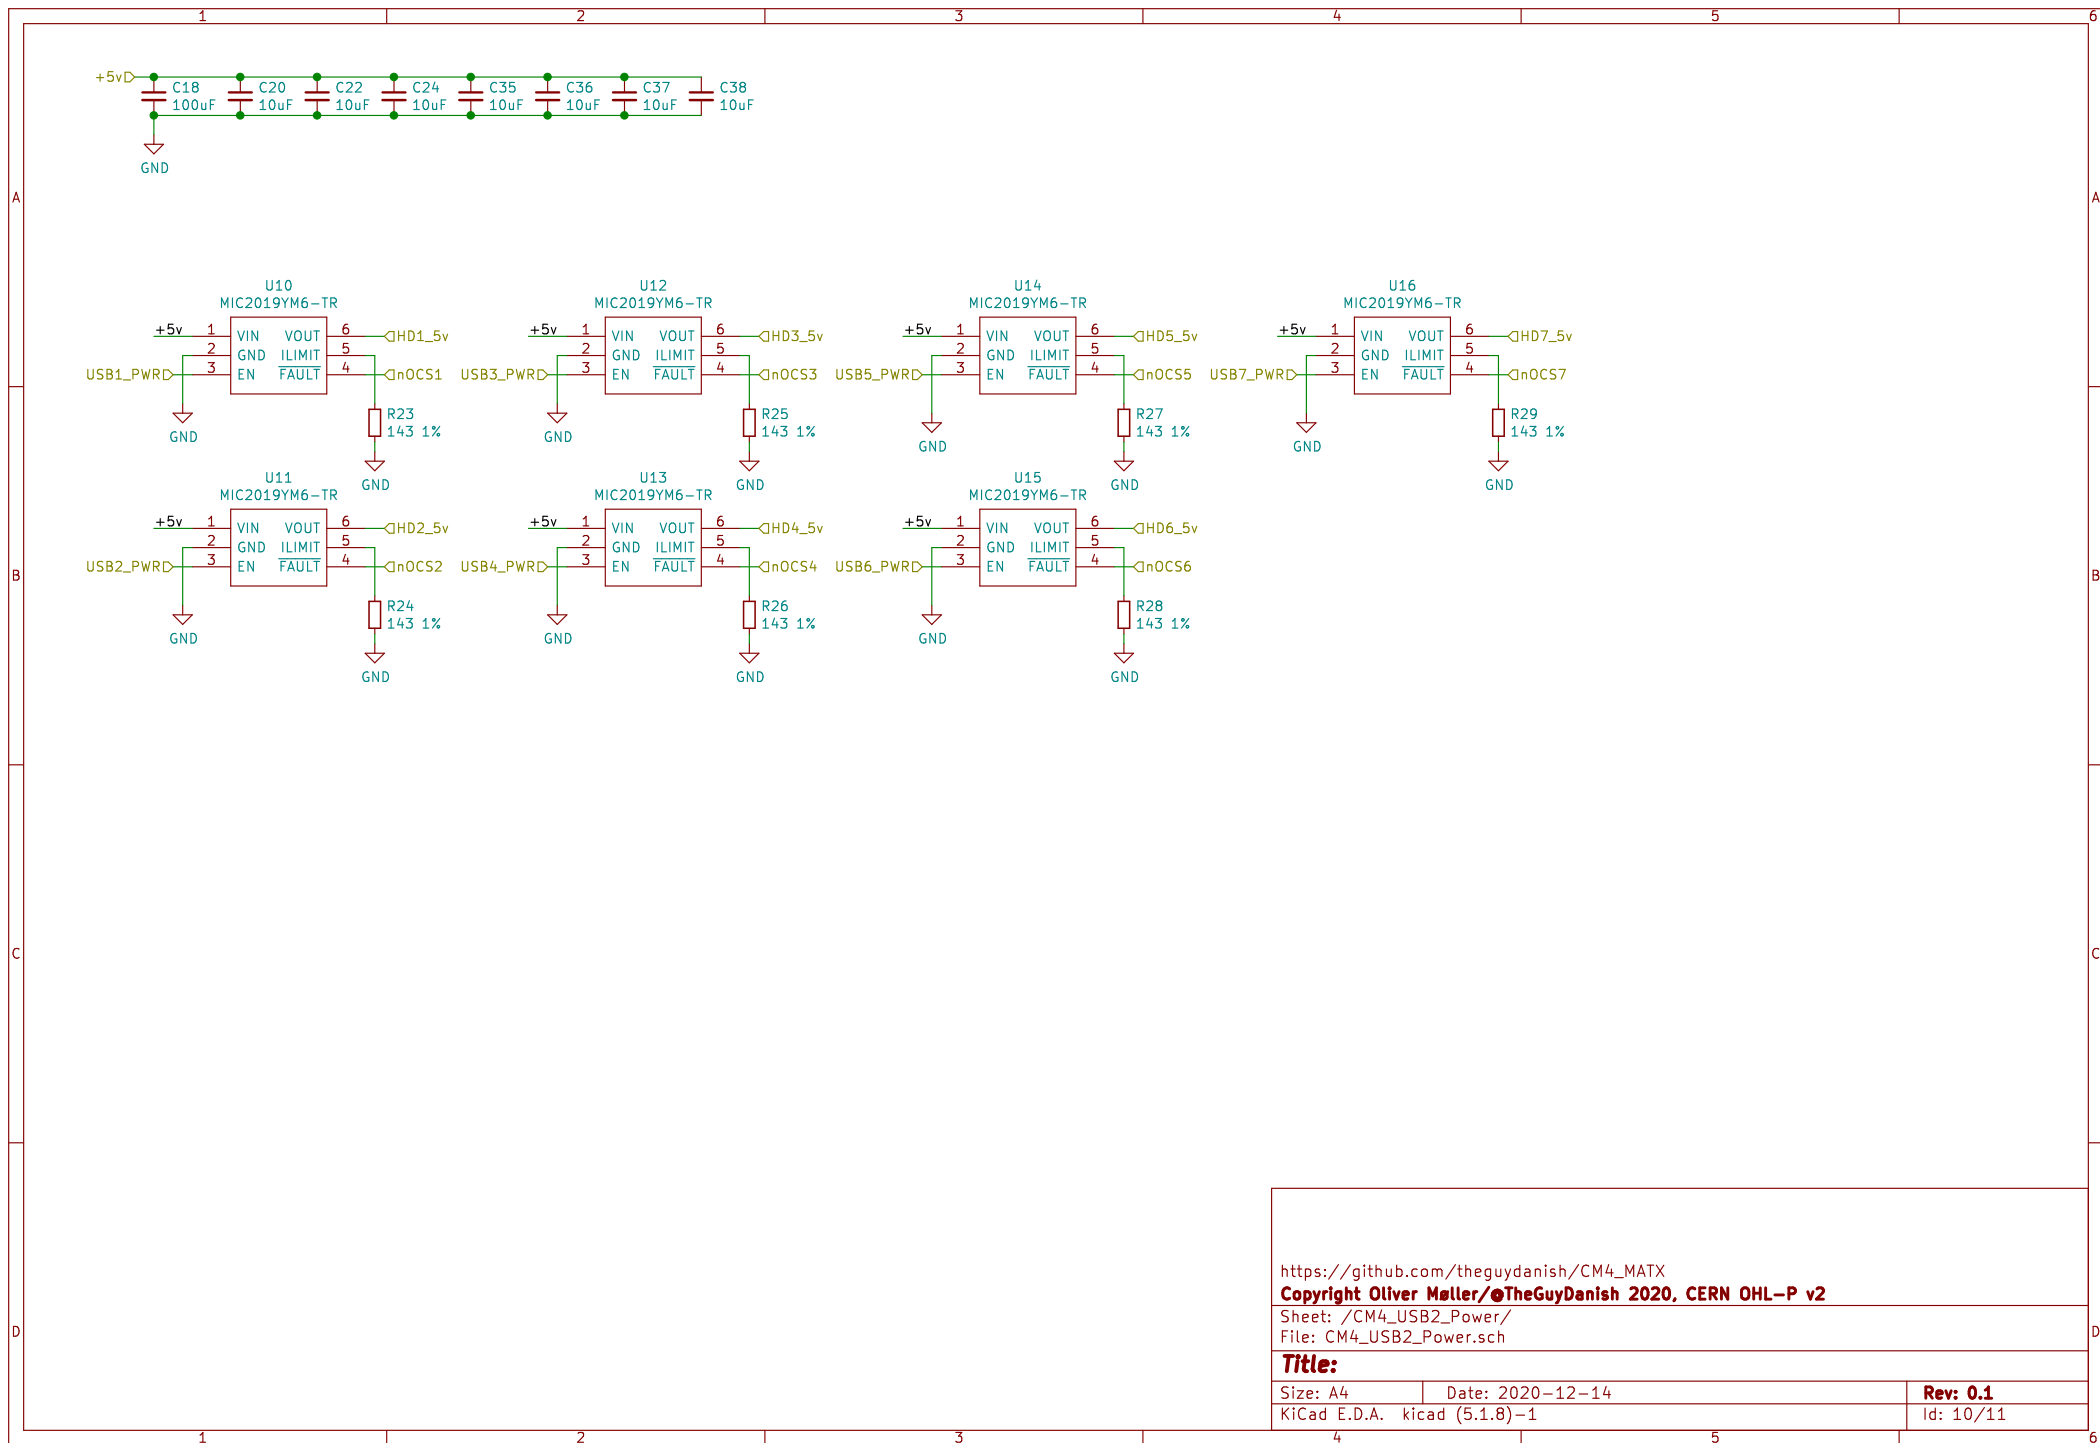 1 2 3 4 5 6
+5v
C18 C20 C22 C24 C35 C36 C37 C38
100uF 10uF 10uF 10uF 10uF 10uF 10uF 10uF
GND
A A
U10 U12 U14 U16
MIC2019YM6-TR MIC2019YM6-TR MIC2019YM6-TR MIC2019YM6-TR
+5v 1 VIN VOUT 6 HD1_5v +5v 1 VIN VOUT 6 HD3_5v +5v 1 VIN VOUT 6 HD5_5v +5v 1 VIN VOUT 6 HD7_5v
2 GND ILIMIT 5 2 GND ILIMIT 5 2 GND ILIMIT 5 2 GND ILIMIT 5
USB1_PWR 3 EN FAULT 4 nOCS1 USB3_PWR 3 EN FAULT 4 nOCS3 USB5_PWR 3 EN FAULT 4 nOCS5 USB7_PWR 3 EN FAULT 4 nOCS7
R23 R25 R27 R29
143 1% 143 1% 143 1% 143 1%
GND GND GND GND
GND GND GND GND
U11 U13 U15
MIC2019YM6-TR MIC2019YM6-TR MIC2019YM6-TR
+5v 1 VIN VOUT 6 HD2_5v +5v 1 VIN VOUT 6 HD4_5v +5v 1 VIN VOUT 6 HD6_5v
2 GND ILIMIT 5 2 GND ILIMIT 5 2 GND ILIMIT 5
USB2_PWR 3 EN FAULT 4 nOCS2 USB4_PWR 3 EN FAULT 4 nOCS4 USB6_PWR 3 EN FAULT 4 nOCS6
B B
R24 R26 R28
143 1% 143 1% 143 1%
GND GND GND
GND GND GND
C C
https://github.com/theguydanish/CM4_MATX
Copyright Oliver Møller/@TheGuyDanish 2020, CERN OHL-P v2
Sheet: /CM4_USB2_Power/
File: CM4_USB2_Power.sch
D D
Title:
Size: A4 Date: 2020-12-14 Rev: 0.1
KiCad E.D.A. kicad (5.1.8)-1 Id: 10/11
1 2 3 4 5 6